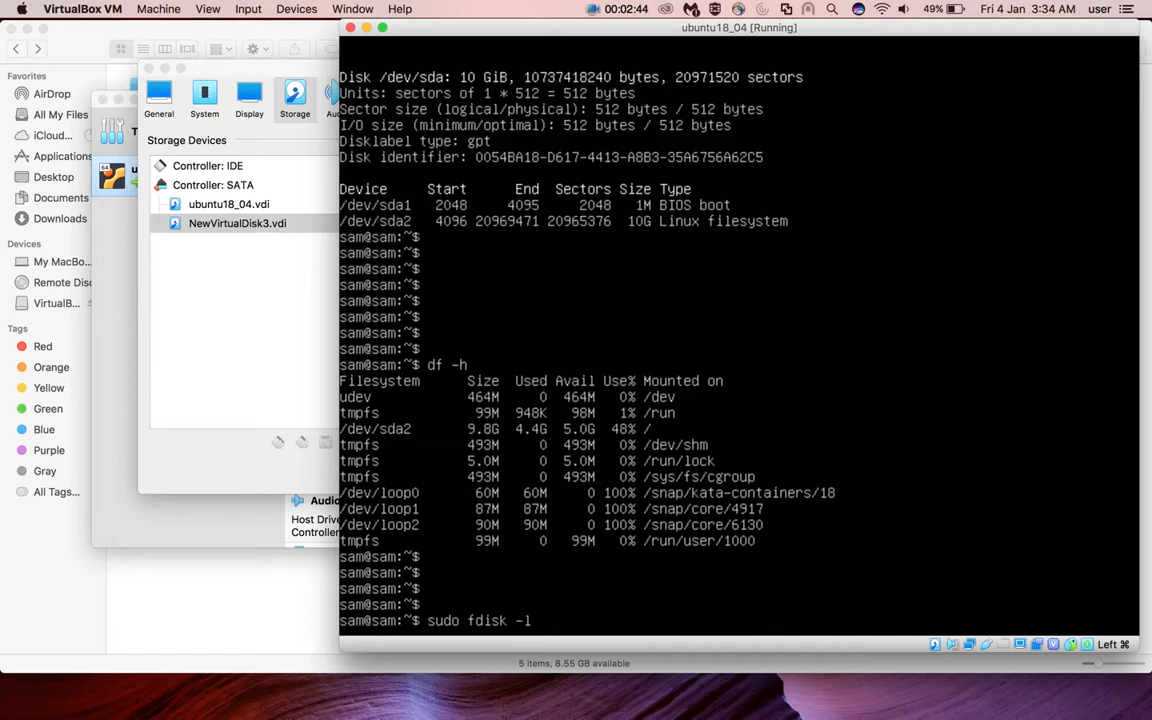 VirtualBox VM Machine View Input Devices Window Help 00:02:44 49% Fri 4 Jan 3:34 AM user
ubuntu18_04 [Running]
Favorites
AirDrop
All My Files
iCloud...
Applications
Desktop
Documents
Downloads
Devices
My MacBo...
Remote Disc
VirtualB...
Tags
Red
Orange
Yellow
Green
Blue
Purple
Gray
All Tags...
General System Display Storage Au
Storage Devices
Controller: IDE
Controller: SATA
ubuntu18_04.vdi
NewVirtualDisk3.vdi
Audio
Host Drive
Controller
Disk /dev/sda: 10 GiB, 10737418240 bytes, 20971520 sectors
Units: sectors of 1 * 512 = 512 bytes
Sector size (logical/physical): 512 bytes / 512 bytes
I/O size (minimum/optimal): 512 bytes / 512 bytes
Disklabel type: gpt
Disk identifier: 0054BA18-D617-4413-A8B3-35A6756A62C5
Device Start End Sectors Size Type
/dev/sda1 2048 4095 2048 1M BIOS boot
/dev/sda2 4096 20969471 20965376 10G Linux filesystem
sam@sam:~$
sam@sam:~$
sam@sam:~$
sam@sam:~$
sam@sam:~$
sam@sam:~$
sam@sam:~$
sam@sam:~$
sam@sam:~$ df -h
Filesystem Size Used Avail Use% Mounted on
udev 464M 0 464M 0% /dev
tmpfs 99M 948K 98M 1% /run
/dev/sda2 9.8G 4.4G 5.0G 48% /
tmpfs 493M 0 493M 0% /dev/shm
tmpfs 5.0M 0 5.0M 0% /run/lock
tmpfs 493M 0 493M 0% /sys/fs/cgroup
/dev/loop0 60M 60M 0 100% /snap/kata-containers/18
/dev/loop1 87M 87M 0 100% /snap/core/4917
/dev/loop2 90M 90M 0 100% /snap/core/6130
tmpfs 99M 0 99M 0% /run/user/1000
sam@sam:~$
sam@sam:~$
sam@sam:~$
sam@sam:~$
sam@sam:~$ sudo fdisk -l
Left ⌘
5 items, 8.55 GB available